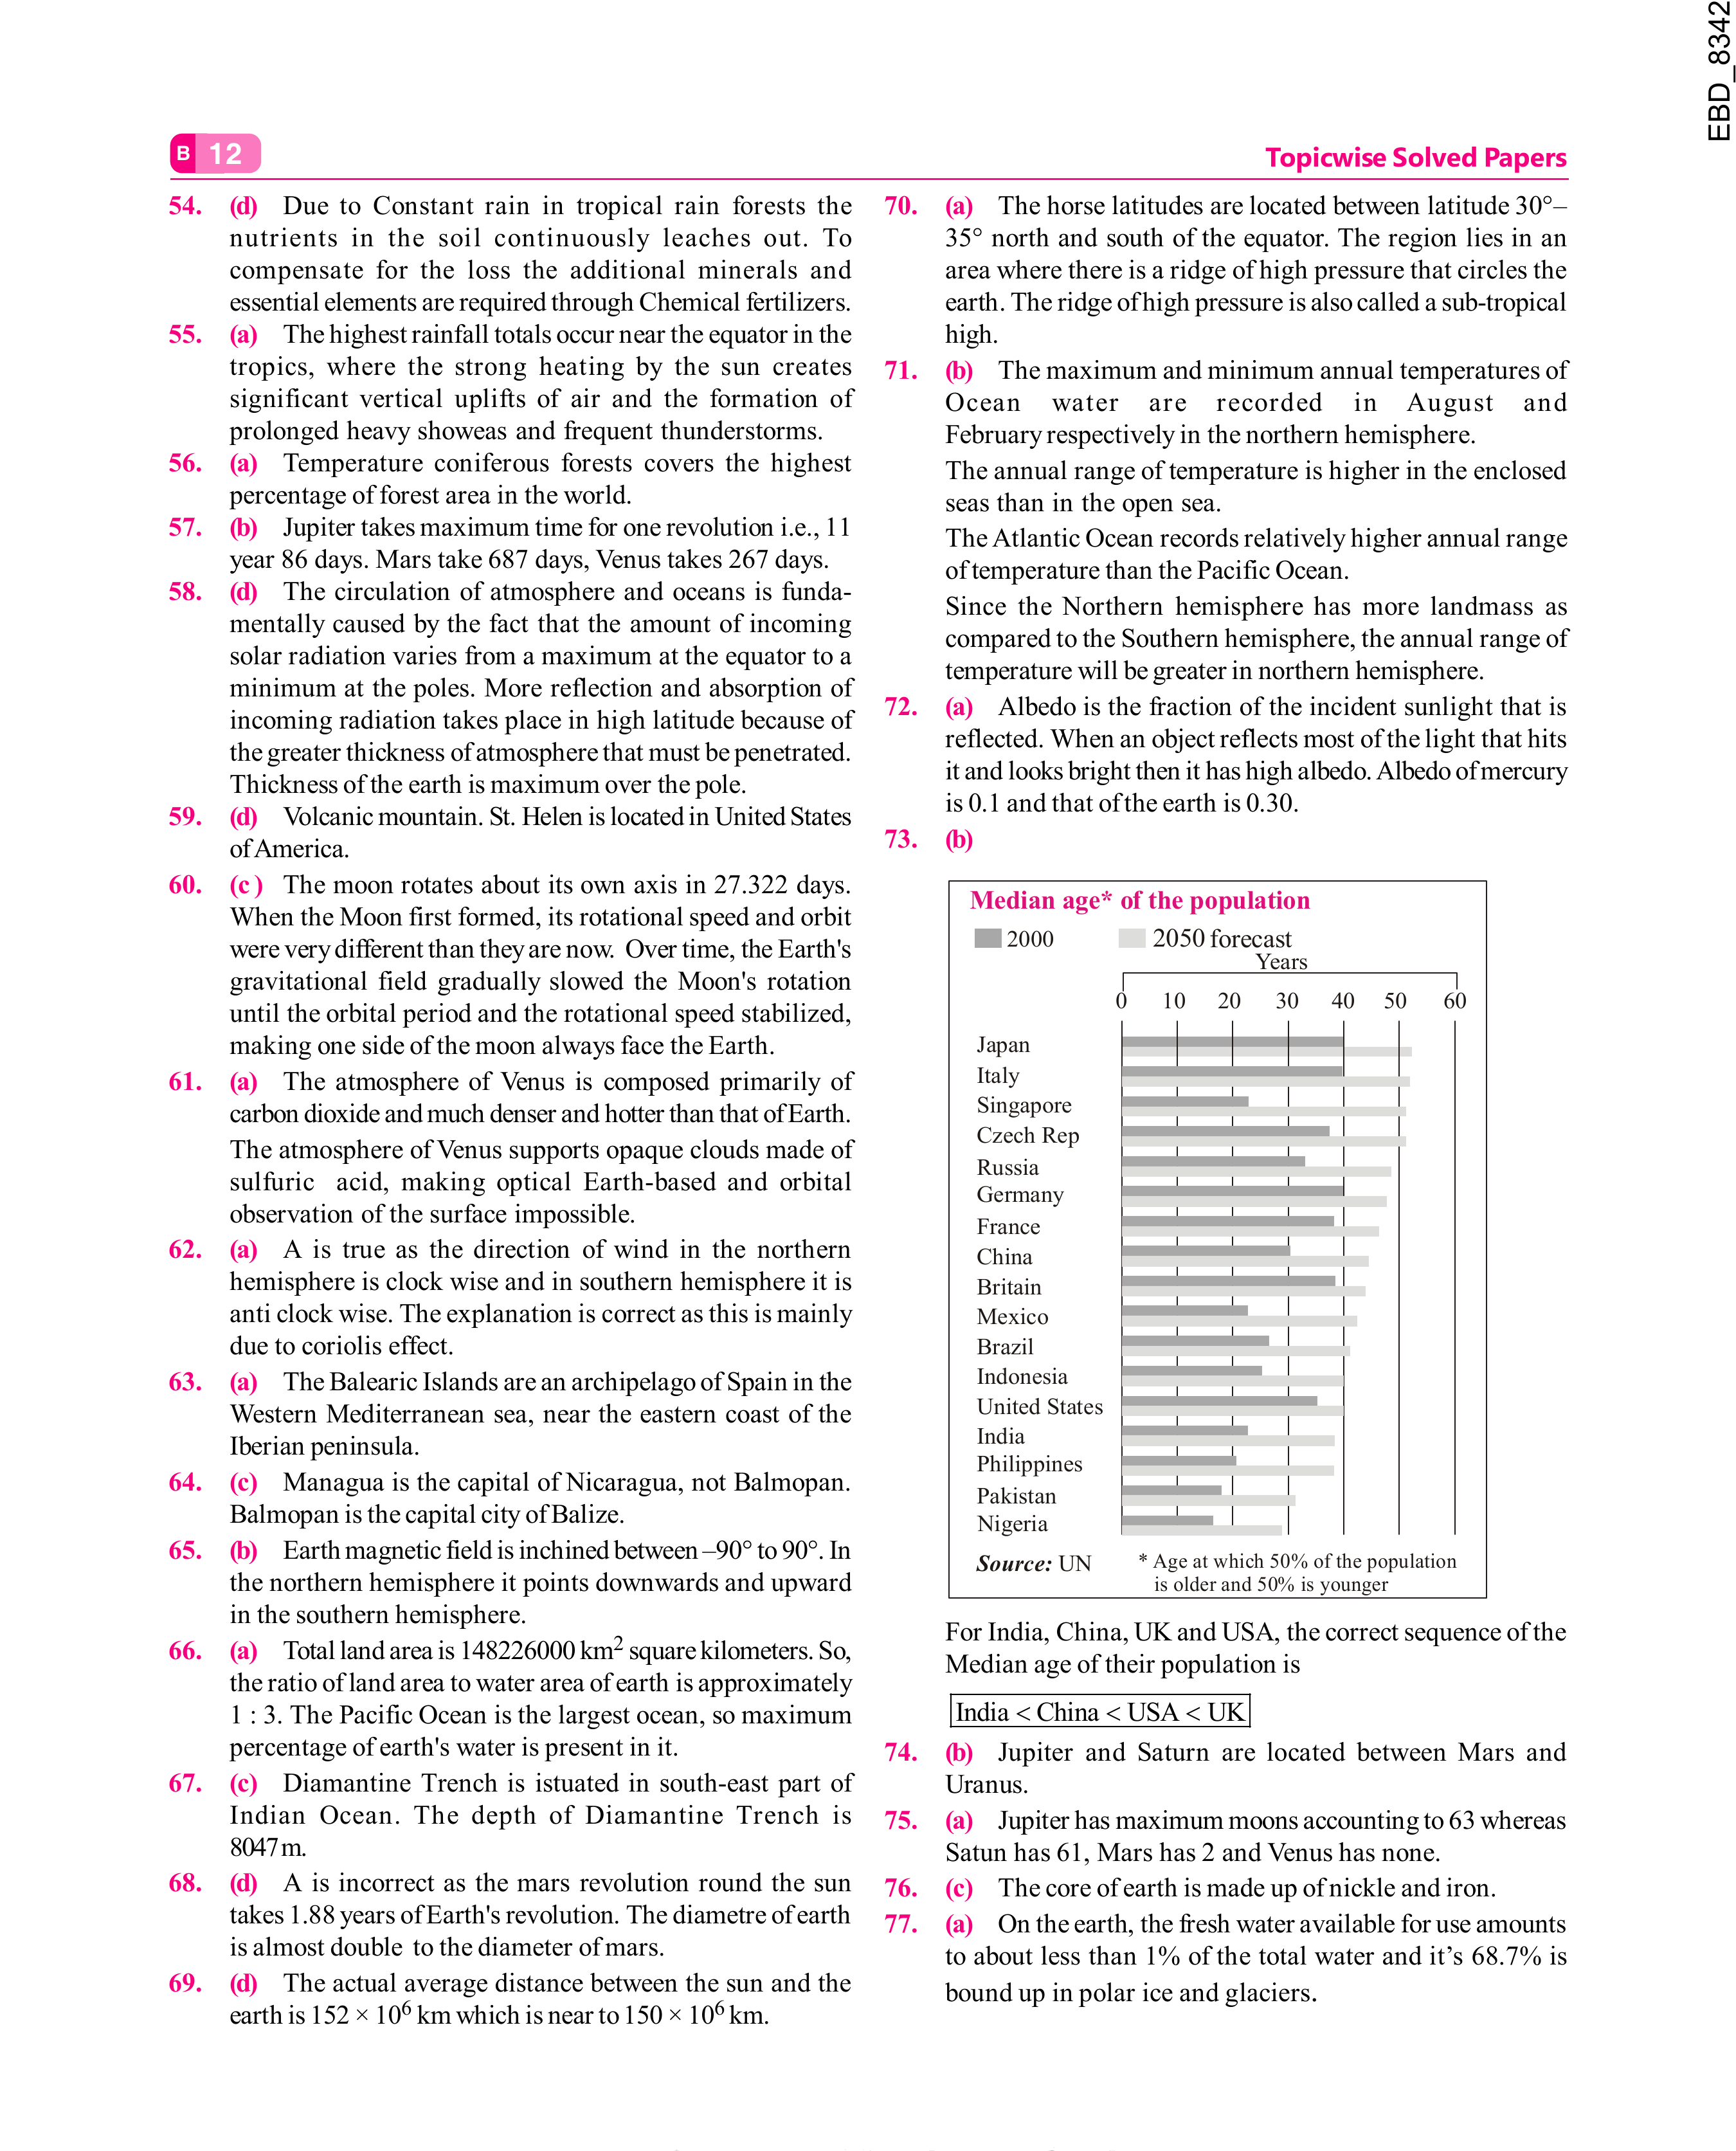 EBD_8342
B 12
Topicwise Solved Papers
54. (d) Due to Constant rain in tropical rain forests the
nutrients in the soil continuously leaches out. To
compensate for the loss the additional minerals and
essential elements are required through Chemical fertilizers.
55. (a) The highest rainfall totals occur near the equator in the
tropics, where the strong heating by the sun creates
significant vertical uplifts of air and the formation of
prolonged heavy showeas and frequent thunderstorms.
56. (a) Temperature coniferous forests covers the highest
percentage of forest area in the world.
57. (b) Jupiter takes maximum time for one revolution i.e., 11
year 86 days. Mars take 687 days, Venus takes 267 days.
58. (d) The circulation of atmosphere and oceans is funda-
mentally caused by the fact that the amount of incoming
solar radiation varies from a maximum at the equator to a
minimum at the poles. More reflection and absorption of
incoming radiation takes place in high latitude because of
the greater thickness of atmosphere that must be penetrated.
Thickness of the earth is maximum over the pole.
59. (d) Volcanic mountain. St. Helen is located in United States
of America.
60. (c) The moon rotates about its own axis in 27.322 days.
When the Moon first formed, its rotational speed and orbit
were very different than they are now. Over time, the Earth's
gravitational field gradually slowed the Moon's rotation
until the orbital period and the rotational speed stabilized,
making one side of the moon always face the Earth.
61. (a) The atmosphere of Venus is composed primarily of
carbon dioxide and much denser and hotter than that of Earth.
The atmosphere of Venus supports opaque clouds made of
sulfuric acid, making optical Earth-based and orbital
observation of the surface impossible.
62. (a) A is true as the direction of wind in the northern
hemisphere is clock wise and in southern hemisphere it is
anti clock wise. The explanation is correct as this is mainly
due to coriolis effect.
63. (a) The Balearic Islands are an archipelago of Spain in the
Western Mediterranean sea, near the eastern coast of the
Iberian peninsula.
64. (c) Managua is the capital of Nicaragua, not Balmopan.
Balmopan is the capital city of Belize.
65. (b) Earth magnetic field is inchined between –90° to 90°. In
the northern hemisphere it points downwards and upward
in the southern hemisphere.
66. (a) Total land area is 148226000 km² square kilometers. So,
the ratio of land area to water area of earth is approximately
1 : 3. The Pacific Ocean is the largest ocean, so maximum
percentage of earth's water is present in it.
67. (c) Diamantine Trench is istuated in south-east part of
Indian Ocean. The depth of Diamantine Trench is
8047 m.
68. (d) A is incorrect as the mars revolution round the sun
takes 1.88 years of Earth's revolution. The diametre of earth
is almost double to the diameter of mars.
69. (d) The actual average distance between the sun and the
earth is 152 × 10⁶ km which is near to 150 × 10⁶ km.
70. (a) The horse latitudes are located between latitude 30°–
35° north and south of the equator. The region lies in an
area where there is a ridge of high pressure that circles the
earth. The ridge of high pressure is also called a sub-tropical
high.
71. (b) The maximum and minimum annual temperatures of
Ocean water are recorded in August and
February respectively in the northern hemisphere.
The annual range of temperature is higher in the enclosed
seas than in the open sea.
The Atlantic Ocean records relatively higher annual range
of temperature than the Pacific Ocean.
Since the Northern hemisphere has more landmass as
compared to the Southern hemisphere, the annual range of
temperature will be greater in northern hemisphere.
72. (a) Albedo is the fraction of the incident sunlight that is
reflected. When an object reflects most of the light that hits
it and looks bright then it has high albedo. Albedo of mercury
is 0.1 and that of the earth is 0.30.
73. (b)
Median age* of the population
2000 2050 forecast
Years
0 10 20 30 40 50 60
Japan
Italy
Singapore
Czech Rep
Russia
Germany
France
China
Britain
Mexico
Brazil
Indonesia
United States
India
Philippines
Pakistan
Nigeria
Source: UN * Age at which 50% of the population
is older and 50% is younger
For India, China, UK and USA, the correct sequence of the
Median age of their population is
India < China < USA < UK
74. (b) Jupiter and Saturn are located between Mars and
Uranus.
75. (a) Jupiter has maximum moons accounting to 63 whereas
Satun has 61, Mars has 2 and Venus has none.
76. (c) The core of earth is made up of nickle and iron.
77. (a) On the earth, the fresh water available for use amounts
to about less than 1% of the total water and it’s 68.7% is
bound up in polar ice and glaciers.